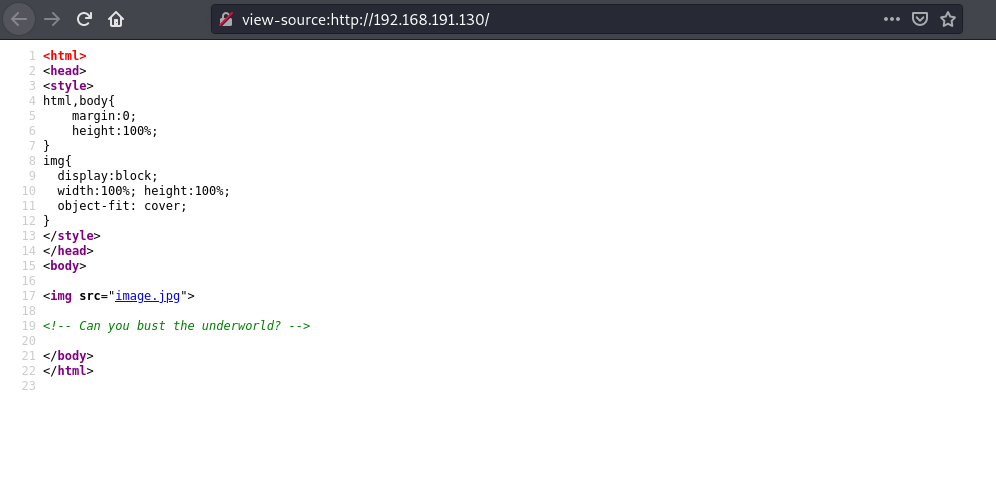 view-source:http://192.168.191.130/
1 <html>
2 <head>
3 <style>
4 html,body{
5     margin:0;
6     height:100%;
7 }
8 img{
9   display:block;
10   width:100%; height:100%;
11   object-fit: cover;
12 }
13 </style>
14 </head>
15 <body>
16
17 <img src="image.jpg">
18
19 <!-- Can you bust the underworld? -->
20
21 </body>
22 </html>
23